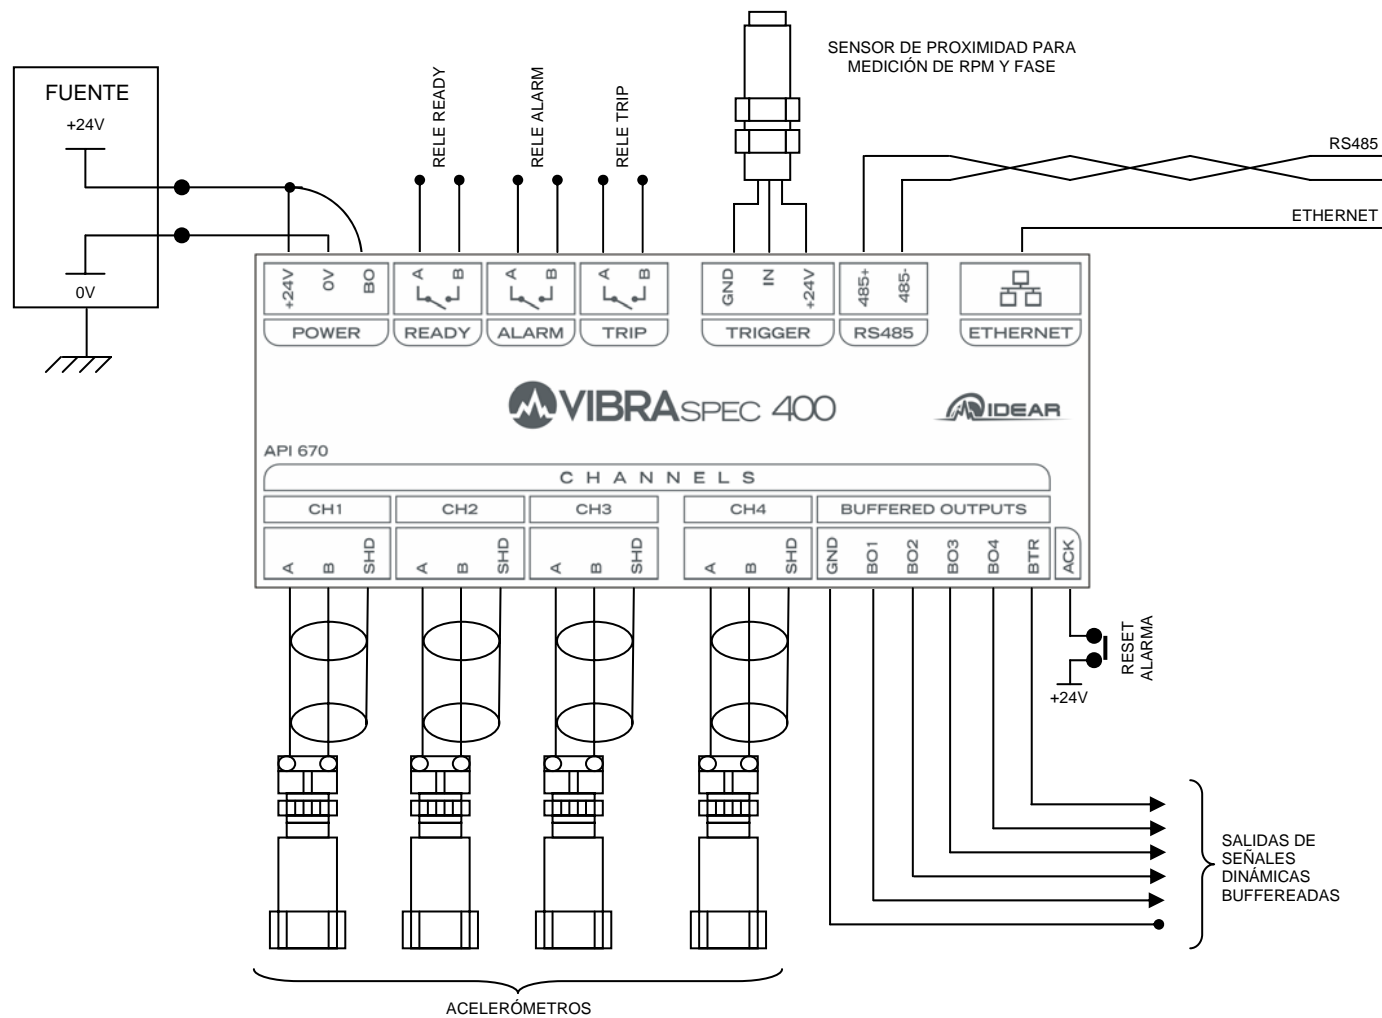 SENSOR DE PROXIMIDAD PARA
MEDICIÓN DE RPM Y FASE
FUENTE
+24V
0V
RELE READY
RELE ALARM
RELE TRIP
RS485
ETHERNET
+24V 0V BO
POWER
A B
READY
A B
ALARM
A B
TRIP
GND IN +24V
TRIGGER
485+ 485-
RS485
ETHERNET
VIBRASPEC 400
IDEAR
API 670
CHANNELS
CH1 CH2 CH3 CH4 BUFFERED OUTPUTS
A B SHD
A B SHD
A B SHD
A B SHD
GND BO1 BO2 BO3 BO4 BTR
ACK
RESET
ALARMA
+24V
SALIDAS DE
SEÑALES
DINÁMICAS
BUFFEREADAS
ACELERÓMETROS